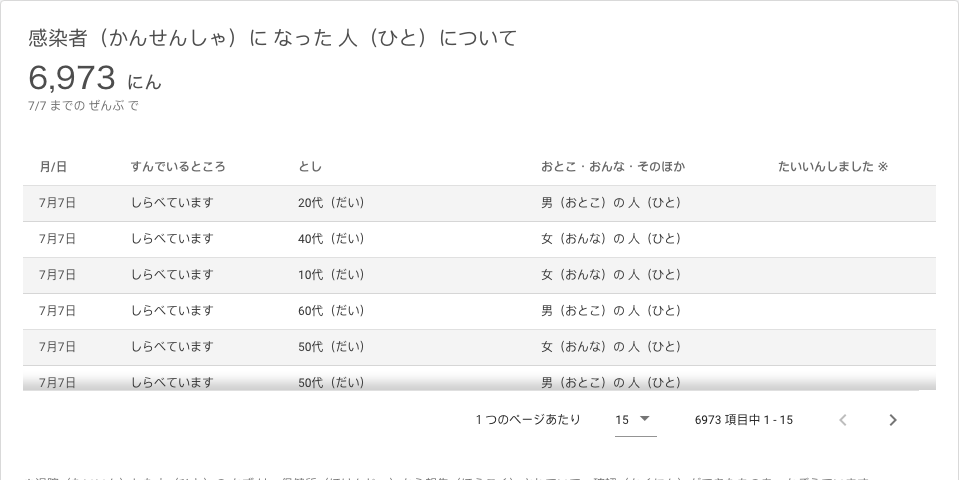 感染者（かんせんしゃ）に なった 人（ひと）について
6,973 にん
7/7 までの ぜんぶ で
月/日 すんでいるところ とし おとこ・おんな・そのほか たいいんしました ※
7月7日 しらべています 20代（だい） 男（おとこ）の 人（ひと）
7月7日 しらべています 40代（だい） 女（おんな）の 人（ひと）
7月7日 しらべています 10代（だい） 女（おんな）の 人（ひと）
7月7日 しらべています 60代（だい） 男（おとこ）の 人（ひと）
7月7日 しらべています 50代（だい） 女（おんな）の 人（ひと）
7月7日 しらべています 50代（だい） 男（おとこ）の 人（ひと）
1 つのページあたり 15 6973 項目中 1 - 15